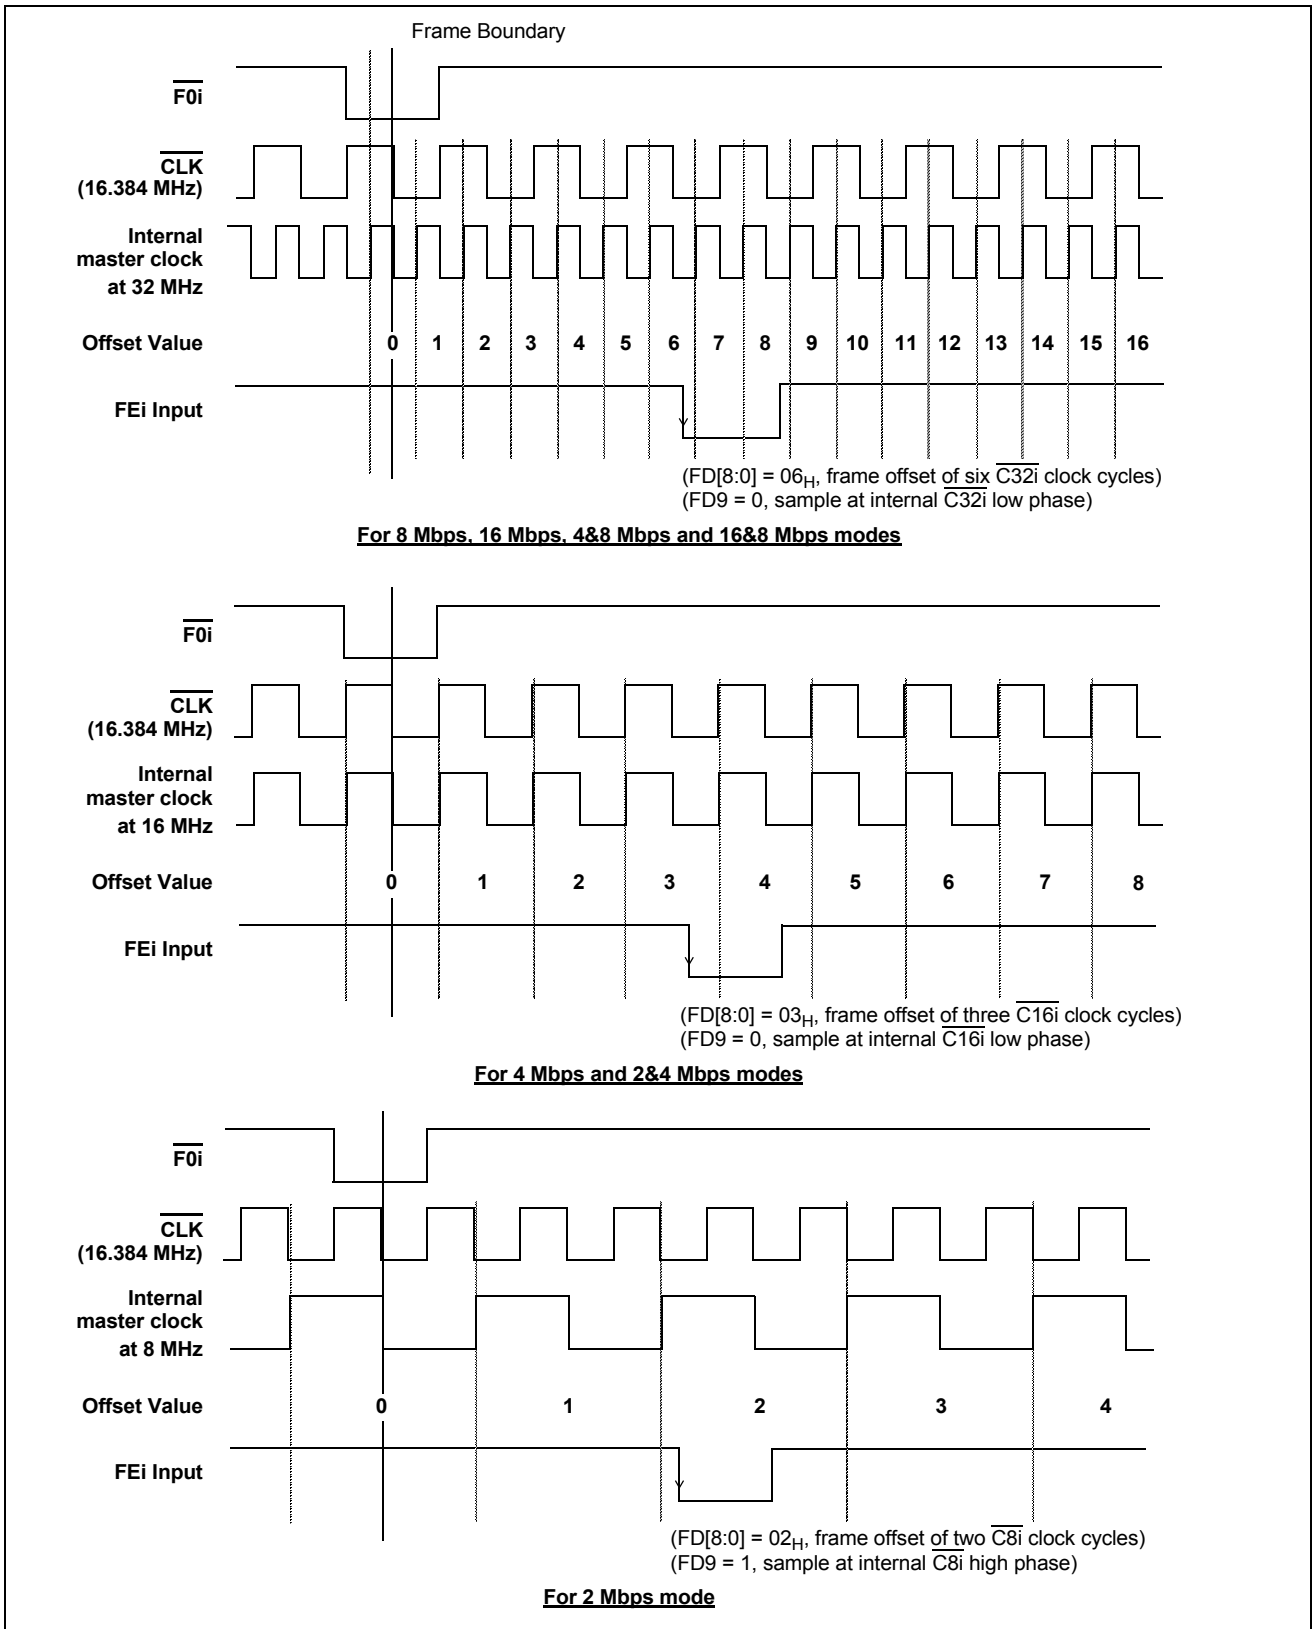 Frame Boundary
F0i
CLK
(16.384 MHz)
Internal
master clock
at 32 MHz
Offset Value 0 1 2 3 4 5 6 7 8 9 10 11 12 13 14 15 16
FEi Input
(FD[8:0] = 06H, frame offset of six C32i clock cycles)
(FD9 = 0, sample at internal C32i low phase)
For 8 Mbps, 16 Mbps, 4&8 Mbps and 16&8 Mbps modes
F0i
CLK
(16.384 MHz)
Internal
master clock
at 16 MHz
Offset Value 0 1 2 3 4 5 6 7 8
FEi Input
(FD[8:0] = 03H, frame offset of three C16i clock cycles)
(FD9 = 0, sample at internal C16i low phase)
For 4 Mbps and 2&4 Mbps modes
F0i
CLK
(16.384 MHz)
Internal
master clock
at 8 MHz
Offset Value 0 1 2 3 4
FEi Input
(FD[8:0] = 02H, frame offset of two C8i clock cycles)
(FD9 = 1, sample at internal C8i high phase)
For 2 Mbps mode